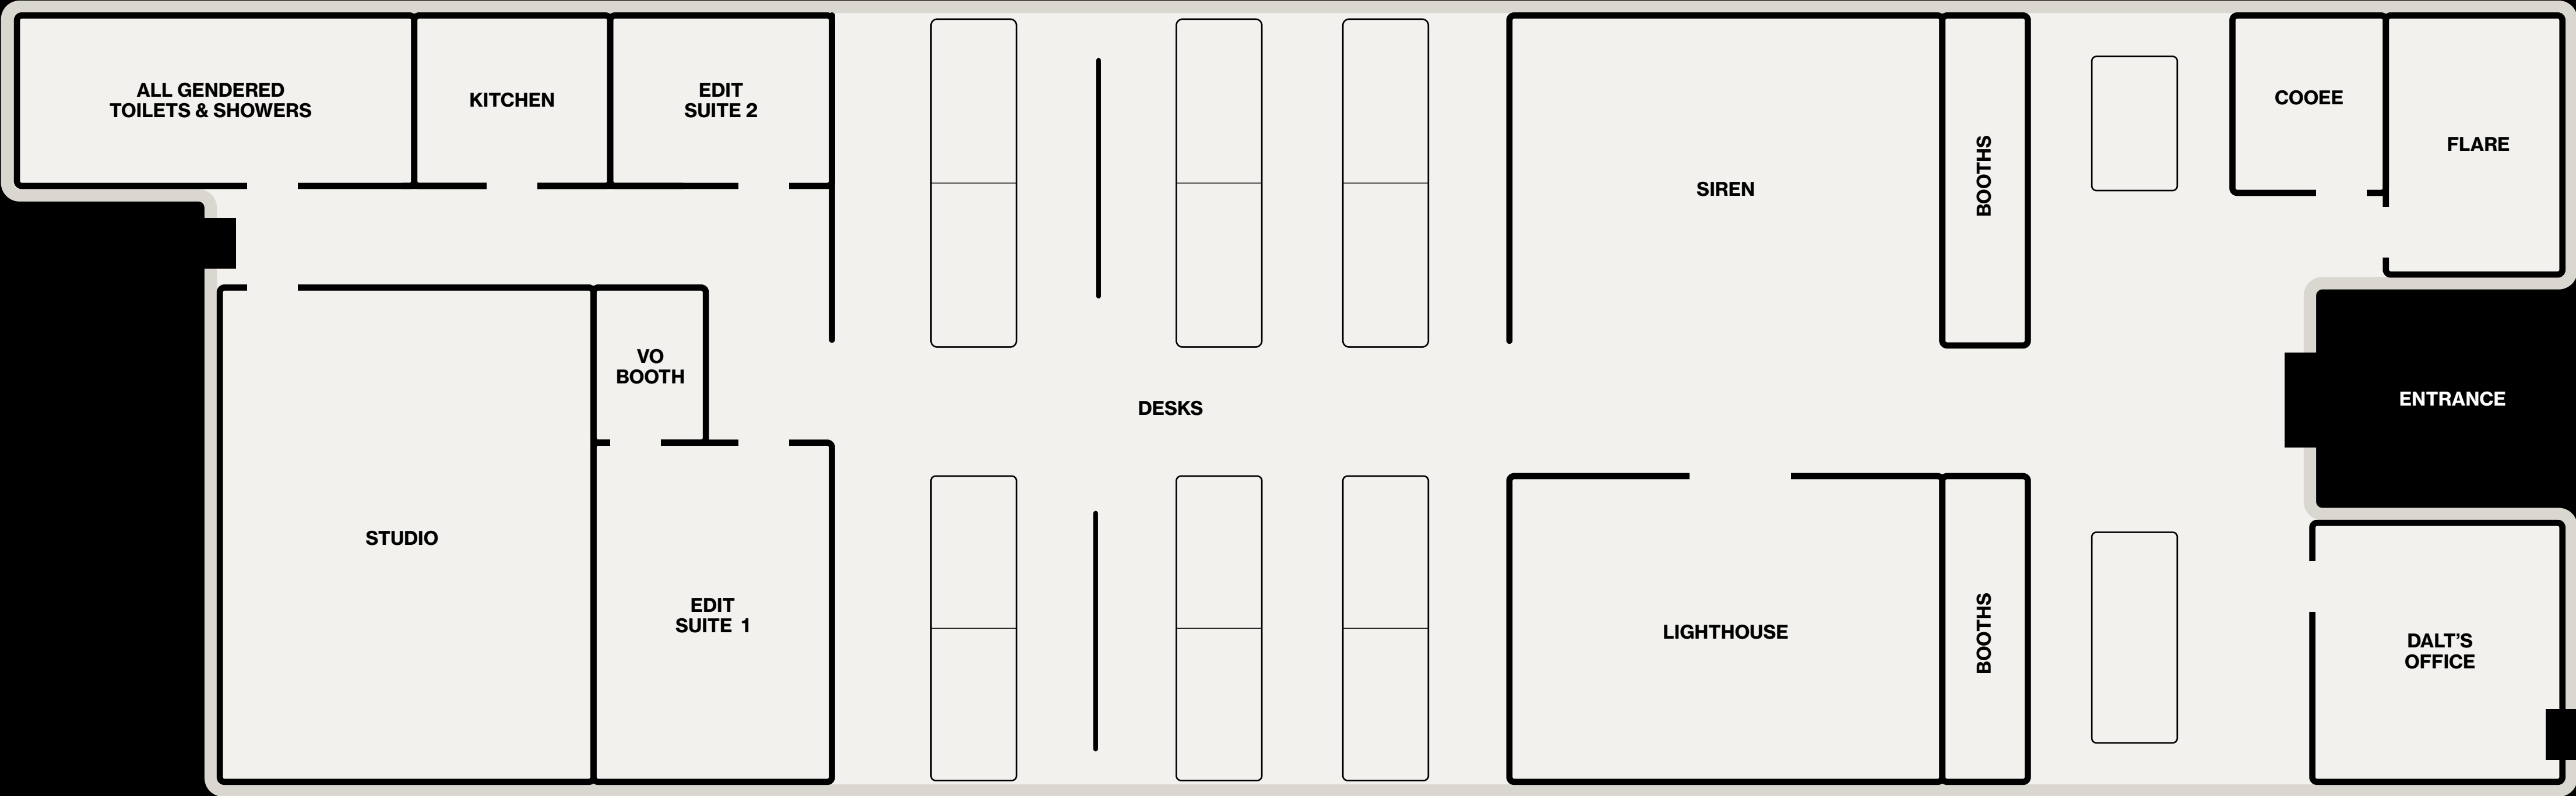 ALL GENDERED
TOILETS & SHOWERS
KITCHEN
EDIT
SUITE 2
SIREN
BOOTHS
COOEE
FLARE
VO
BOOTH
DESKS
ENTRANCE
STUDIO
EDIT
SUITE 1
LIGHTHOUSE
BOOTHS
DALT’S
OFFICE